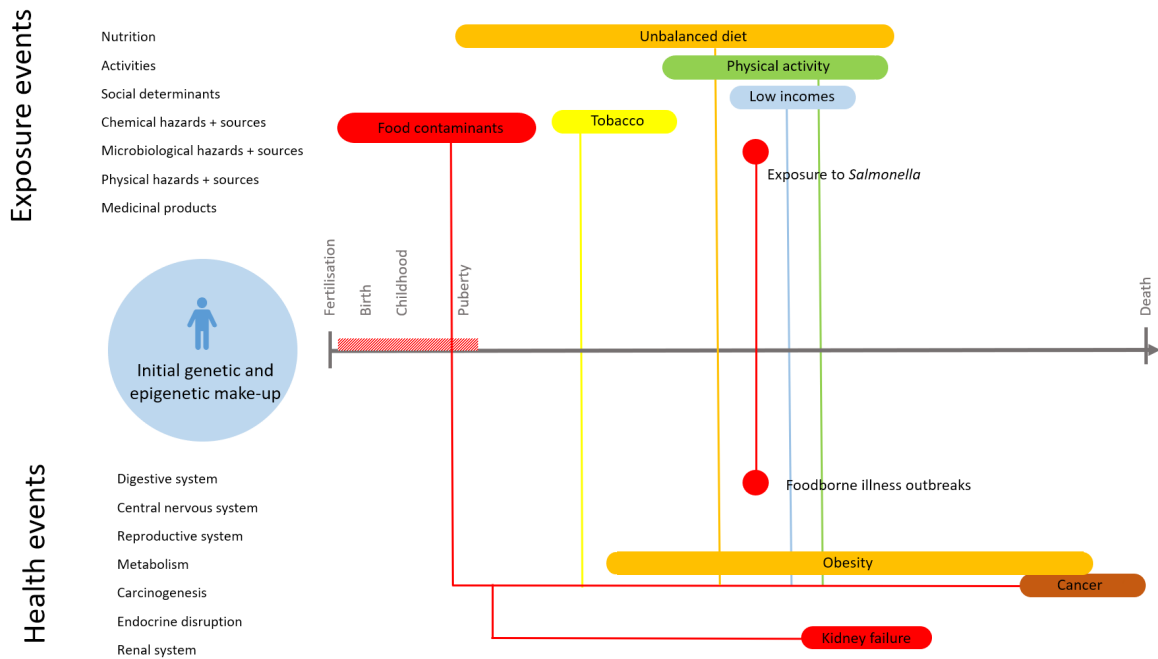 Exposure events
Nutrition
Activities
Social determinants
Chemical hazards + sources
Microbiological hazards + sources
Physical hazards + sources
Medicinal products
Unbalanced diet
Physical activity
Low incomes
Food contaminants
Tobacco
Exposure to Salmonella
Fertilisation
Birth
Childhood
Puberty
Death
Initial genetic and
epigenetic make-up
Health events
Digestive system
Central nervous system
Reproductive system
Metabolism
Carcinogenesis
Endocrine disruption
Renal system
Foodborne illness outbreaks
Obesity
Cancer
Kidney failure